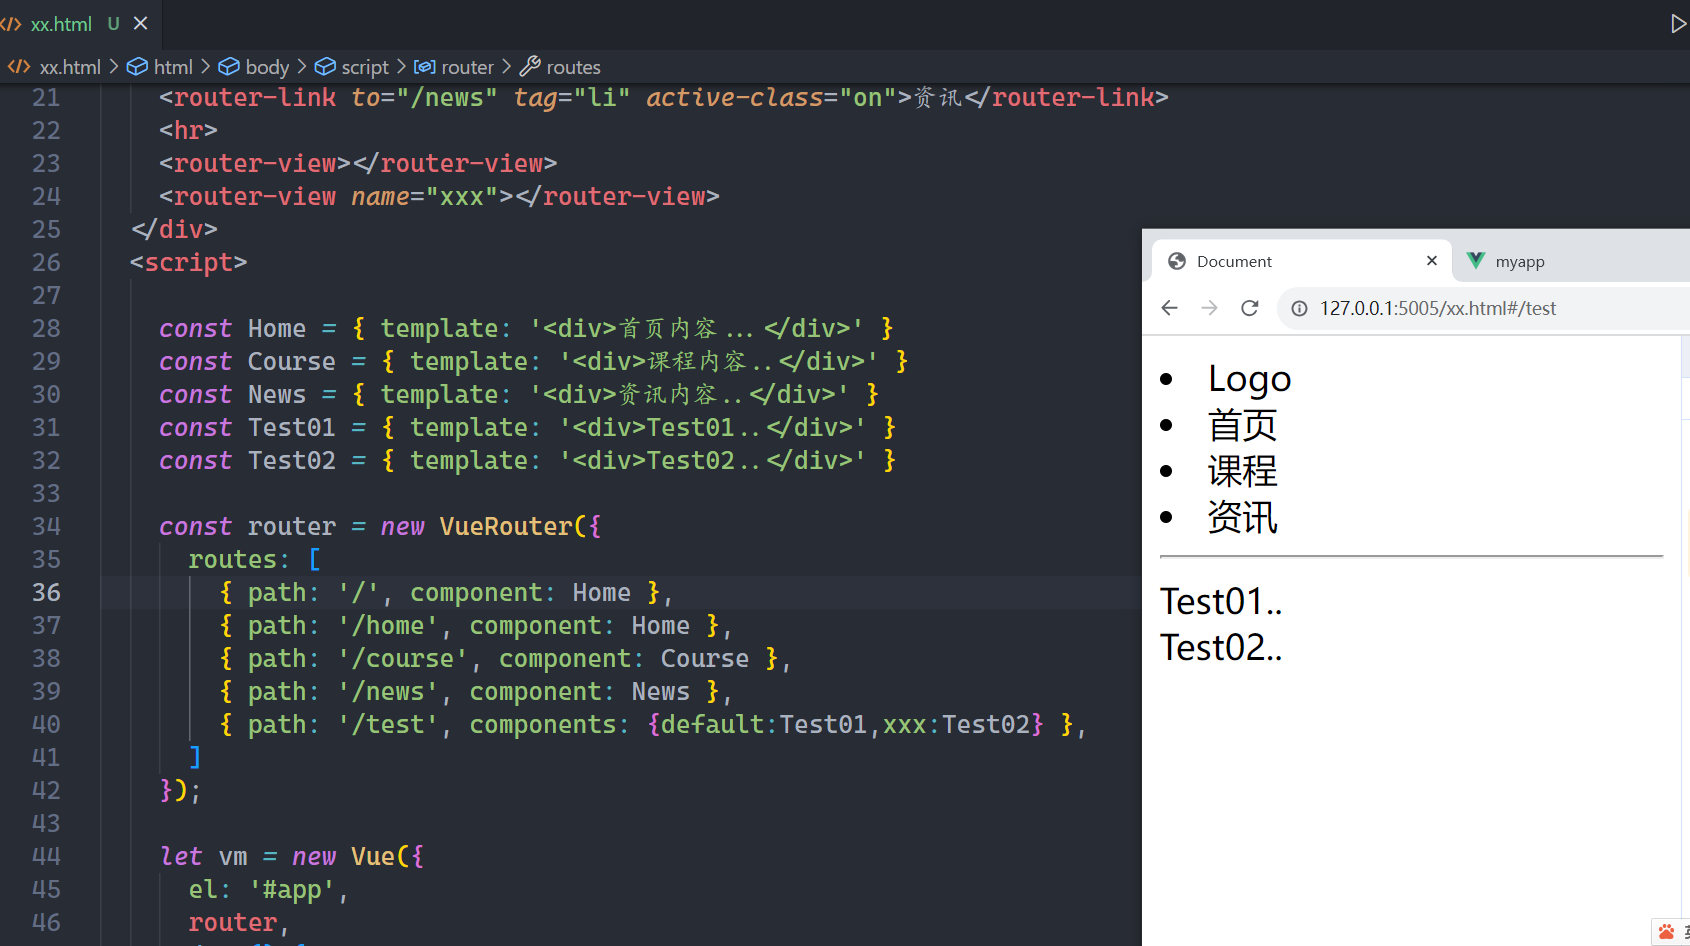 xx.html U
xx.html > html > body > script > router > routes
21 <router-link to="/news" tag="li" active-class="on">资讯</router-link>
22 <hr>
23 <router-view></router-view>
24 <router-view name="xxx"></router-view>
25 </div>
26 <script>
27
28 const Home = { template: '<div>首页内容...</div>' }
29 const Course = { template: '<div>课程内容..</div>' }
30 const News = { template: '<div>资讯内容..</div>' }
31 const Test01 = { template: '<div>Test01..</div>' }
32 const Test02 = { template: '<div>Test02..</div>' }
33
34 const router = new VueRouter({
35 routes: [
36 { path: '/', component: Home },
37 { path: '/home', component: Home },
38 { path: '/course', component: Course },
39 { path: '/news', component: News },
40 { path: '/test', components: {default:Test01,xxx:Test02} },
41 ]
42 });
43
44 let vm = new Vue({
45 el: '#app',
46 router,
Document myapp
127.0.0.1:5005/xx.html#/test
Logo
首页
课程
资讯
Test01..
Test02..